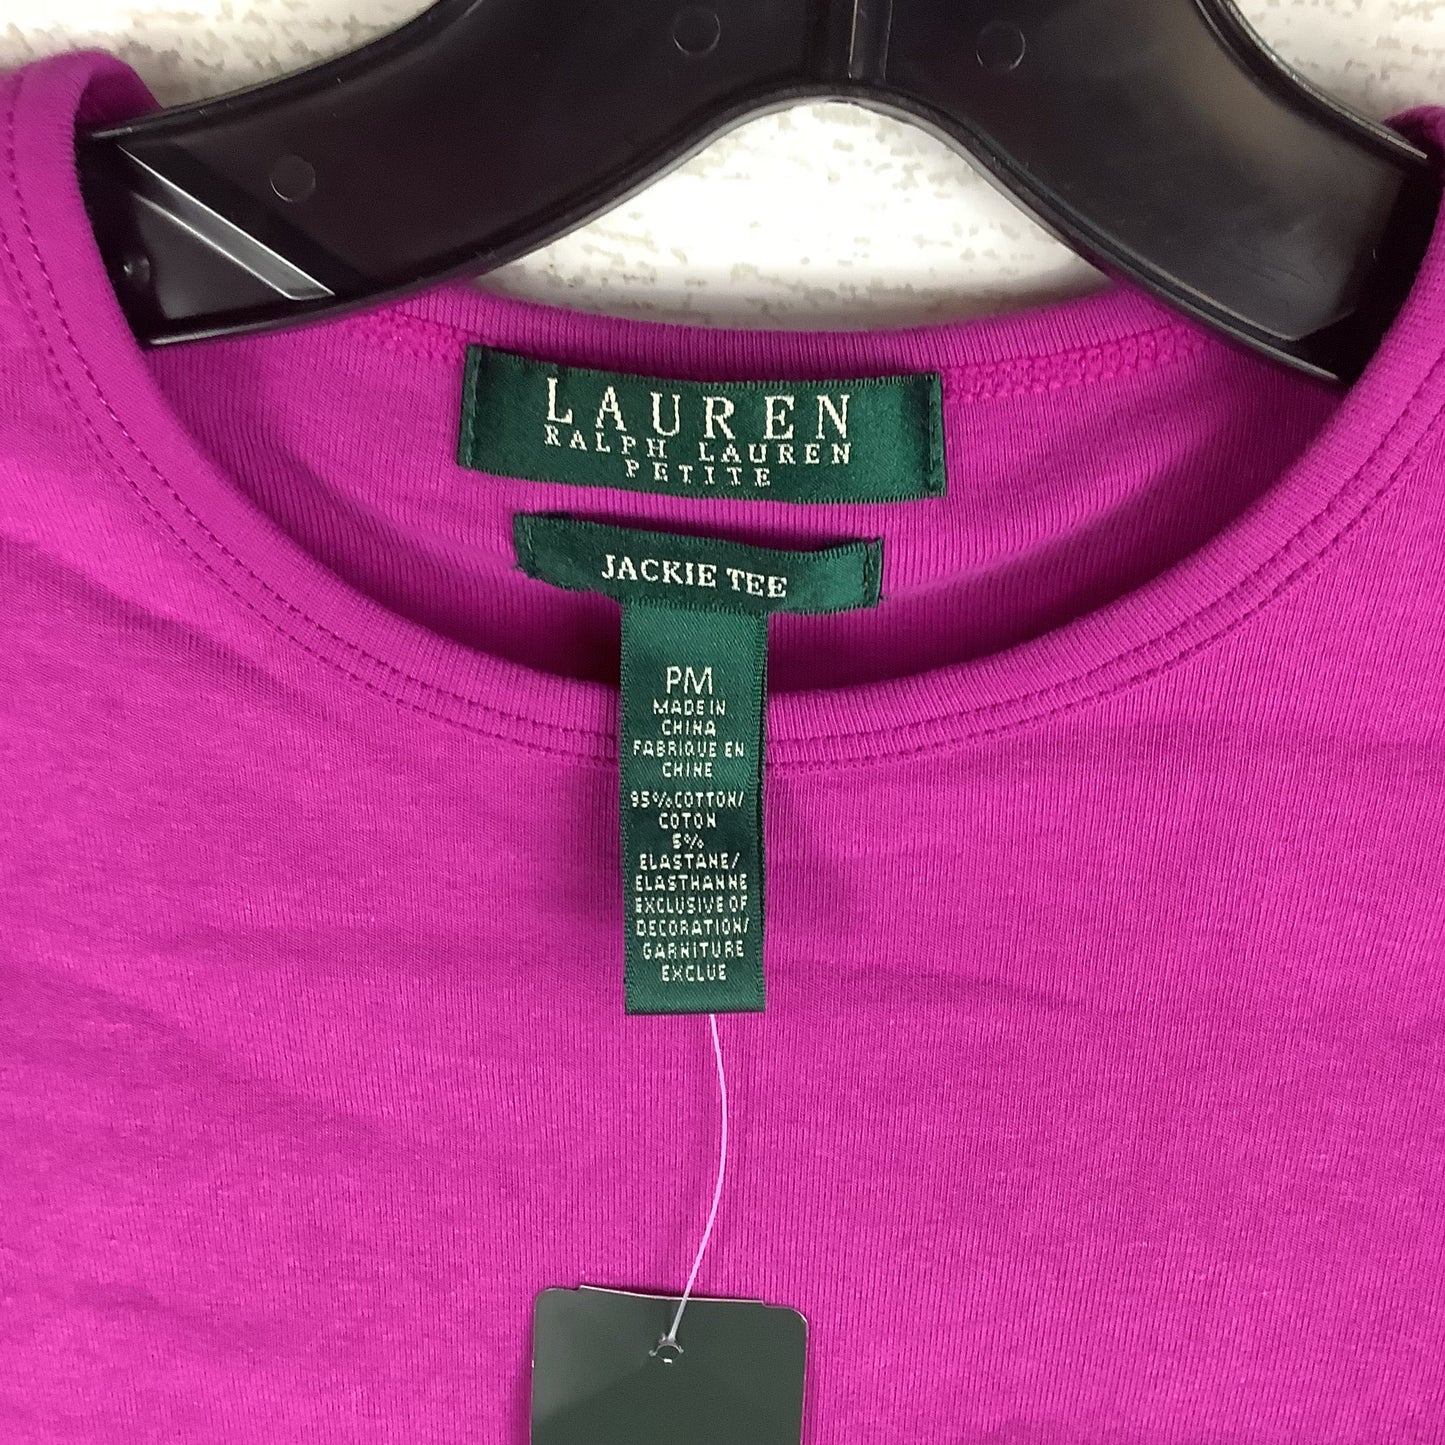 LAUREN
RALPH LAUREN
PETITE
JACKIE TEE
PM
MADE IN
CHINA
FABRIQUE EN
CHINE
95% COTTON/
COTON
5%
ELASTANE/
ELASTHANNE
EXCLUSIVE OF
DECORATION/
GARNITURE
EXCLUE